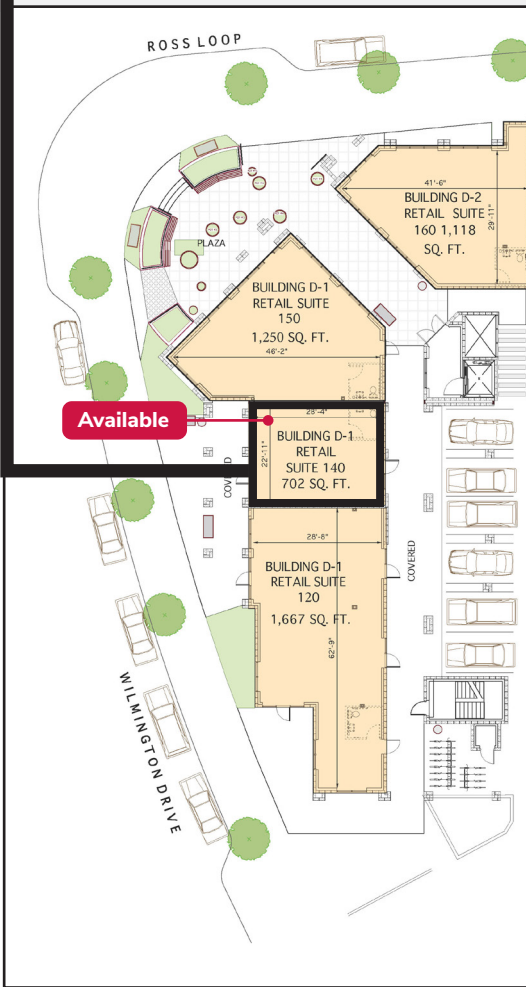 ROSS LOOP
41'-6"
BUILDING D-2
RETAIL SUITE
160 1,118
SQ. FT.
29'-11"
PLAZA
BUILDING D-1
RETAIL SUITE
150
1,250 SQ. FT.
46'-2"
Available
28'-4"
BUILDING D-1
RETAIL
SUITE 140
702 SQ. FT.
22'-11"
COVERED
28'-8"
BUILDING D-1
RETAIL SUITE
120
1,667 SQ. FT.
62'-9"
COVERED
WILMINGTON DRIVE